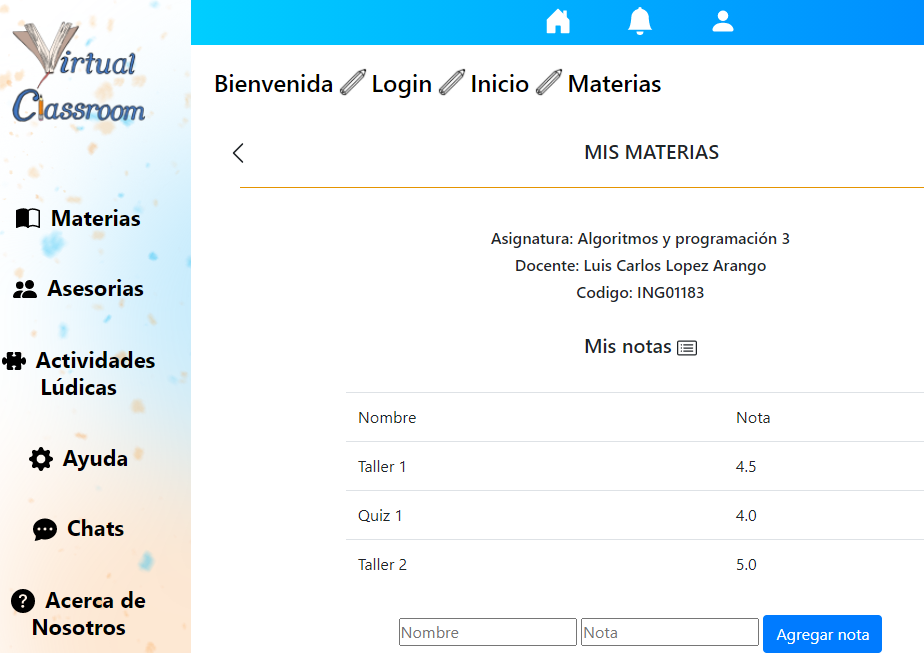 Virtual
Classroom
Materias
Asesorias
Actividades
Lúdicas
Ayuda
Chats
Acerca de
Nosotros
Bienvenida Login Inicio Materias
MIS MATERIAS
Asignatura: Algoritmos y programación 3
Docente: Luis Carlos Lopez Arango
Codigo: ING01183
Mis notas
Nombre Nota
Taller 1 4.5
Quiz 1 4.0
Taller 2 5.0
Nombre Nota Agregar nota